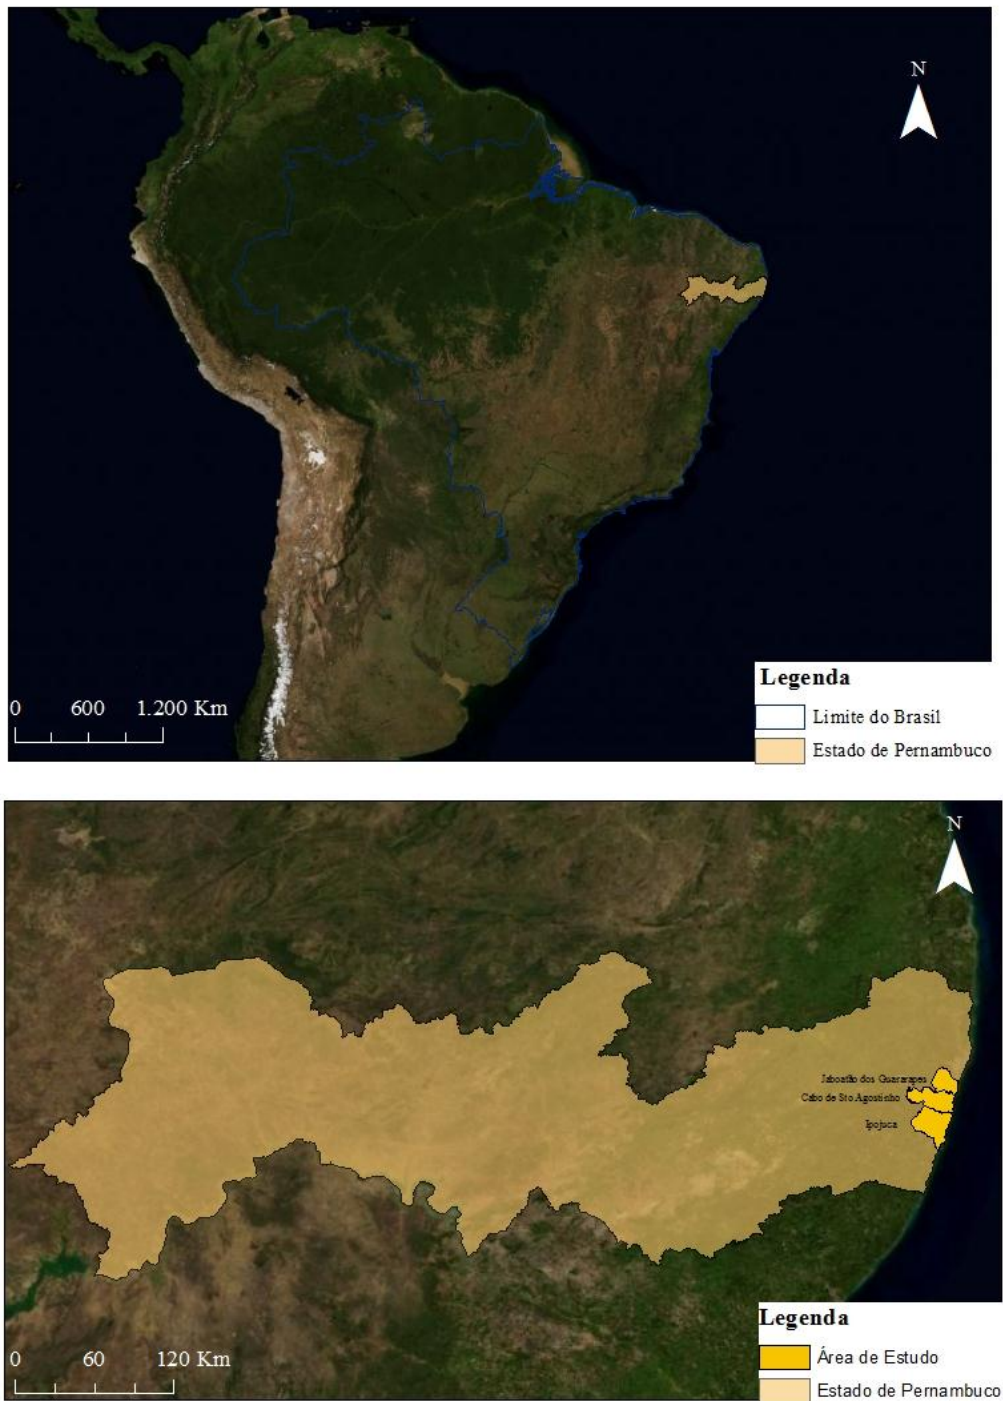 N
0 600 1.200 Km
Legenda
Limite do Brasil
Estado de Pernambuco
N
Jaboatão dos Guararapes
Cabo de Sto Agostinho
Ipojuca
0 60 120 Km
Legenda
Área de Estudo
Estado de Pernambuco